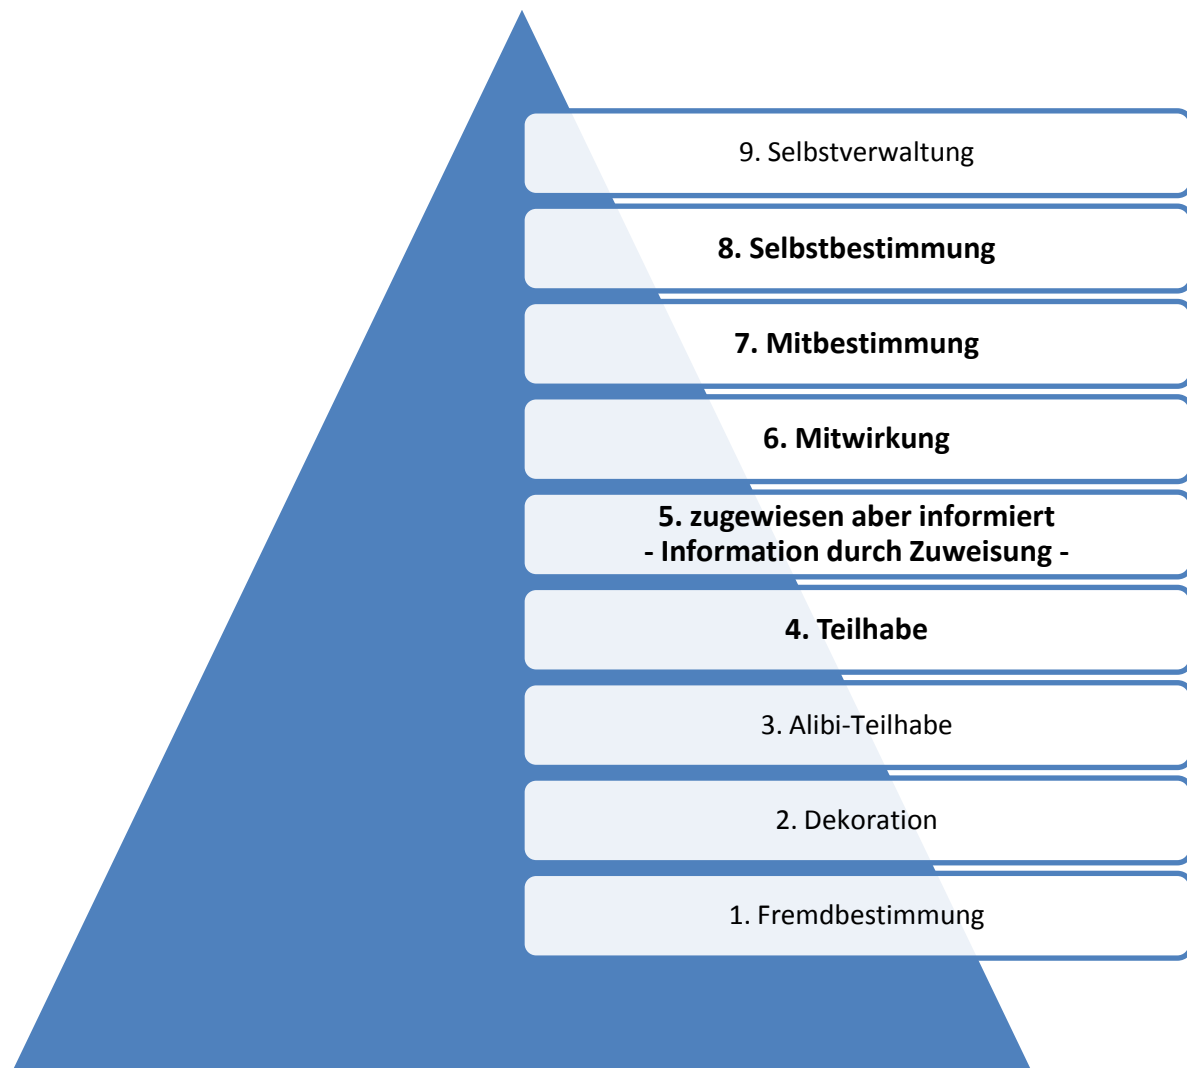 9. Selbstverwaltung
8. Selbstbestimmung
7. Mitbestimmung
6. Mitwirkung
5. zugewiesen aber informiert
- Information durch Zuweisung -
4. Teilhabe
3. Alibi-Teilhabe
2. Dekoration
1. Fremdbestimmung